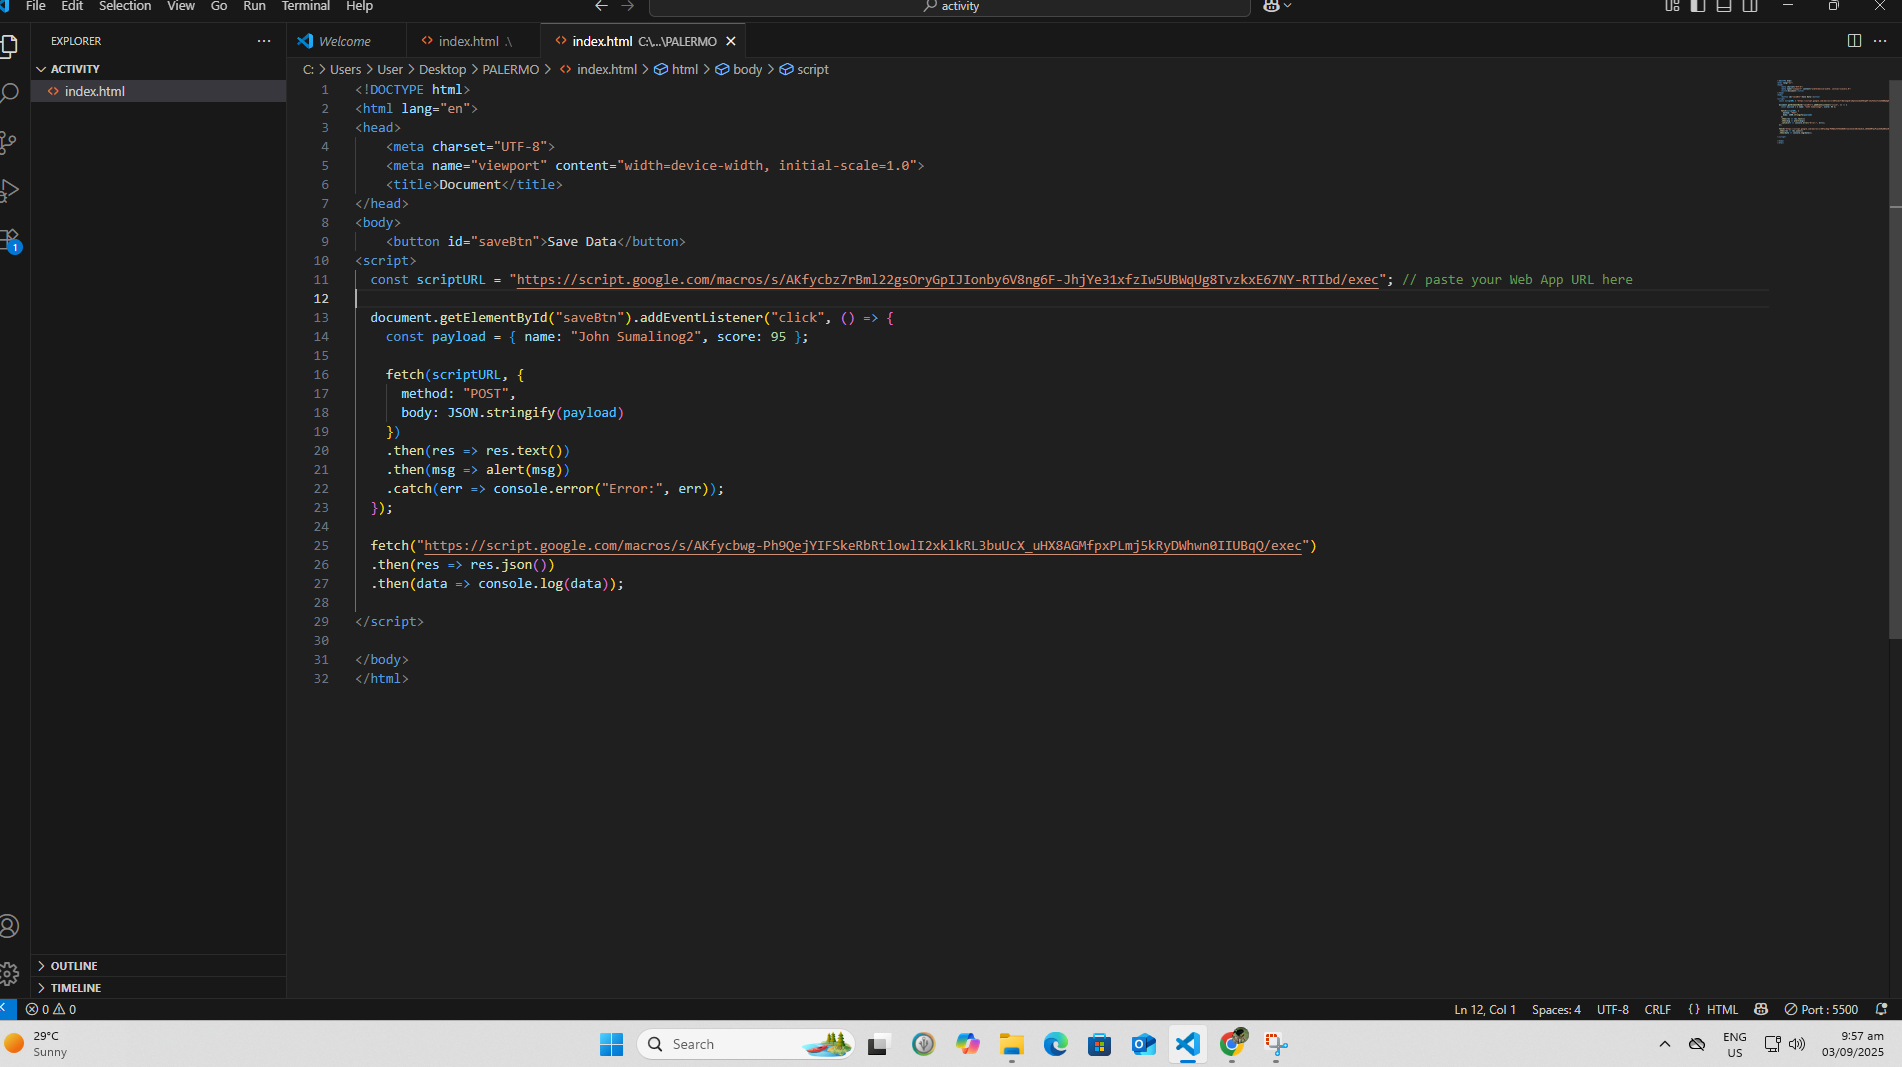 File Edit Selection View Go Run Terminal Help
activity
EXPLORER
Welcome
index.html .\
index.html C:\...\PALERMO
ACTIVITY
index.html
C: > Users > User > Desktop > PALERMO > index.html > html > body > script
1 <!DOCTYPE html>
2 <html lang="en">
3 <head>
4 <meta charset="UTF-8">
5 <meta name="viewport" content="width=device-width, initial-scale=1.0">
6 <title>Document</title>
7 </head>
8 <body>
9 <button id="saveBtn">Save Data</button>
10 <script>
11 const scriptURL = "https://script.google.com/macros/s/AKfycbz7rBml22gsOryGpIJIonby6V8ng6F-JhjYe31xfzIw5UBWqUg8TvzkxE67NY-RTIbd/exec"; // paste your Web App URL here
12
13 document.getElementById("saveBtn").addEventListener("click", () => {
14 const payload = { name: "John Sumalinog2", score: 95 };
15
16 fetch(scriptURL, {
17 method: "POST",
18 body: JSON.stringify(payload)
19 })
20 .then(res => res.text())
21 .then(msg => alert(msg))
22 .catch(err => console.error("Error:", err));
23 });
24
25 fetch("https://script.google.com/macros/s/AKfycbwg-Ph9QejYIFSkeRbRtlowlI2xklkRL3buUcX_uHX8AGMfpxPLmj5kRyDWhwn0IIUBqQ/exec")
26 .then(res => res.json())
27 .then(data => console.log(data));
28
29 </script>
30
31 </body>
32 </html>
1
OUTLINE
TIMELINE
0 0
Ln 12, Col 1 Spaces: 4 UTF-8 CRLF {} HTML Port : 5500
29°C
Sunny
Search
ENG
US
9:57 am
03/09/2025